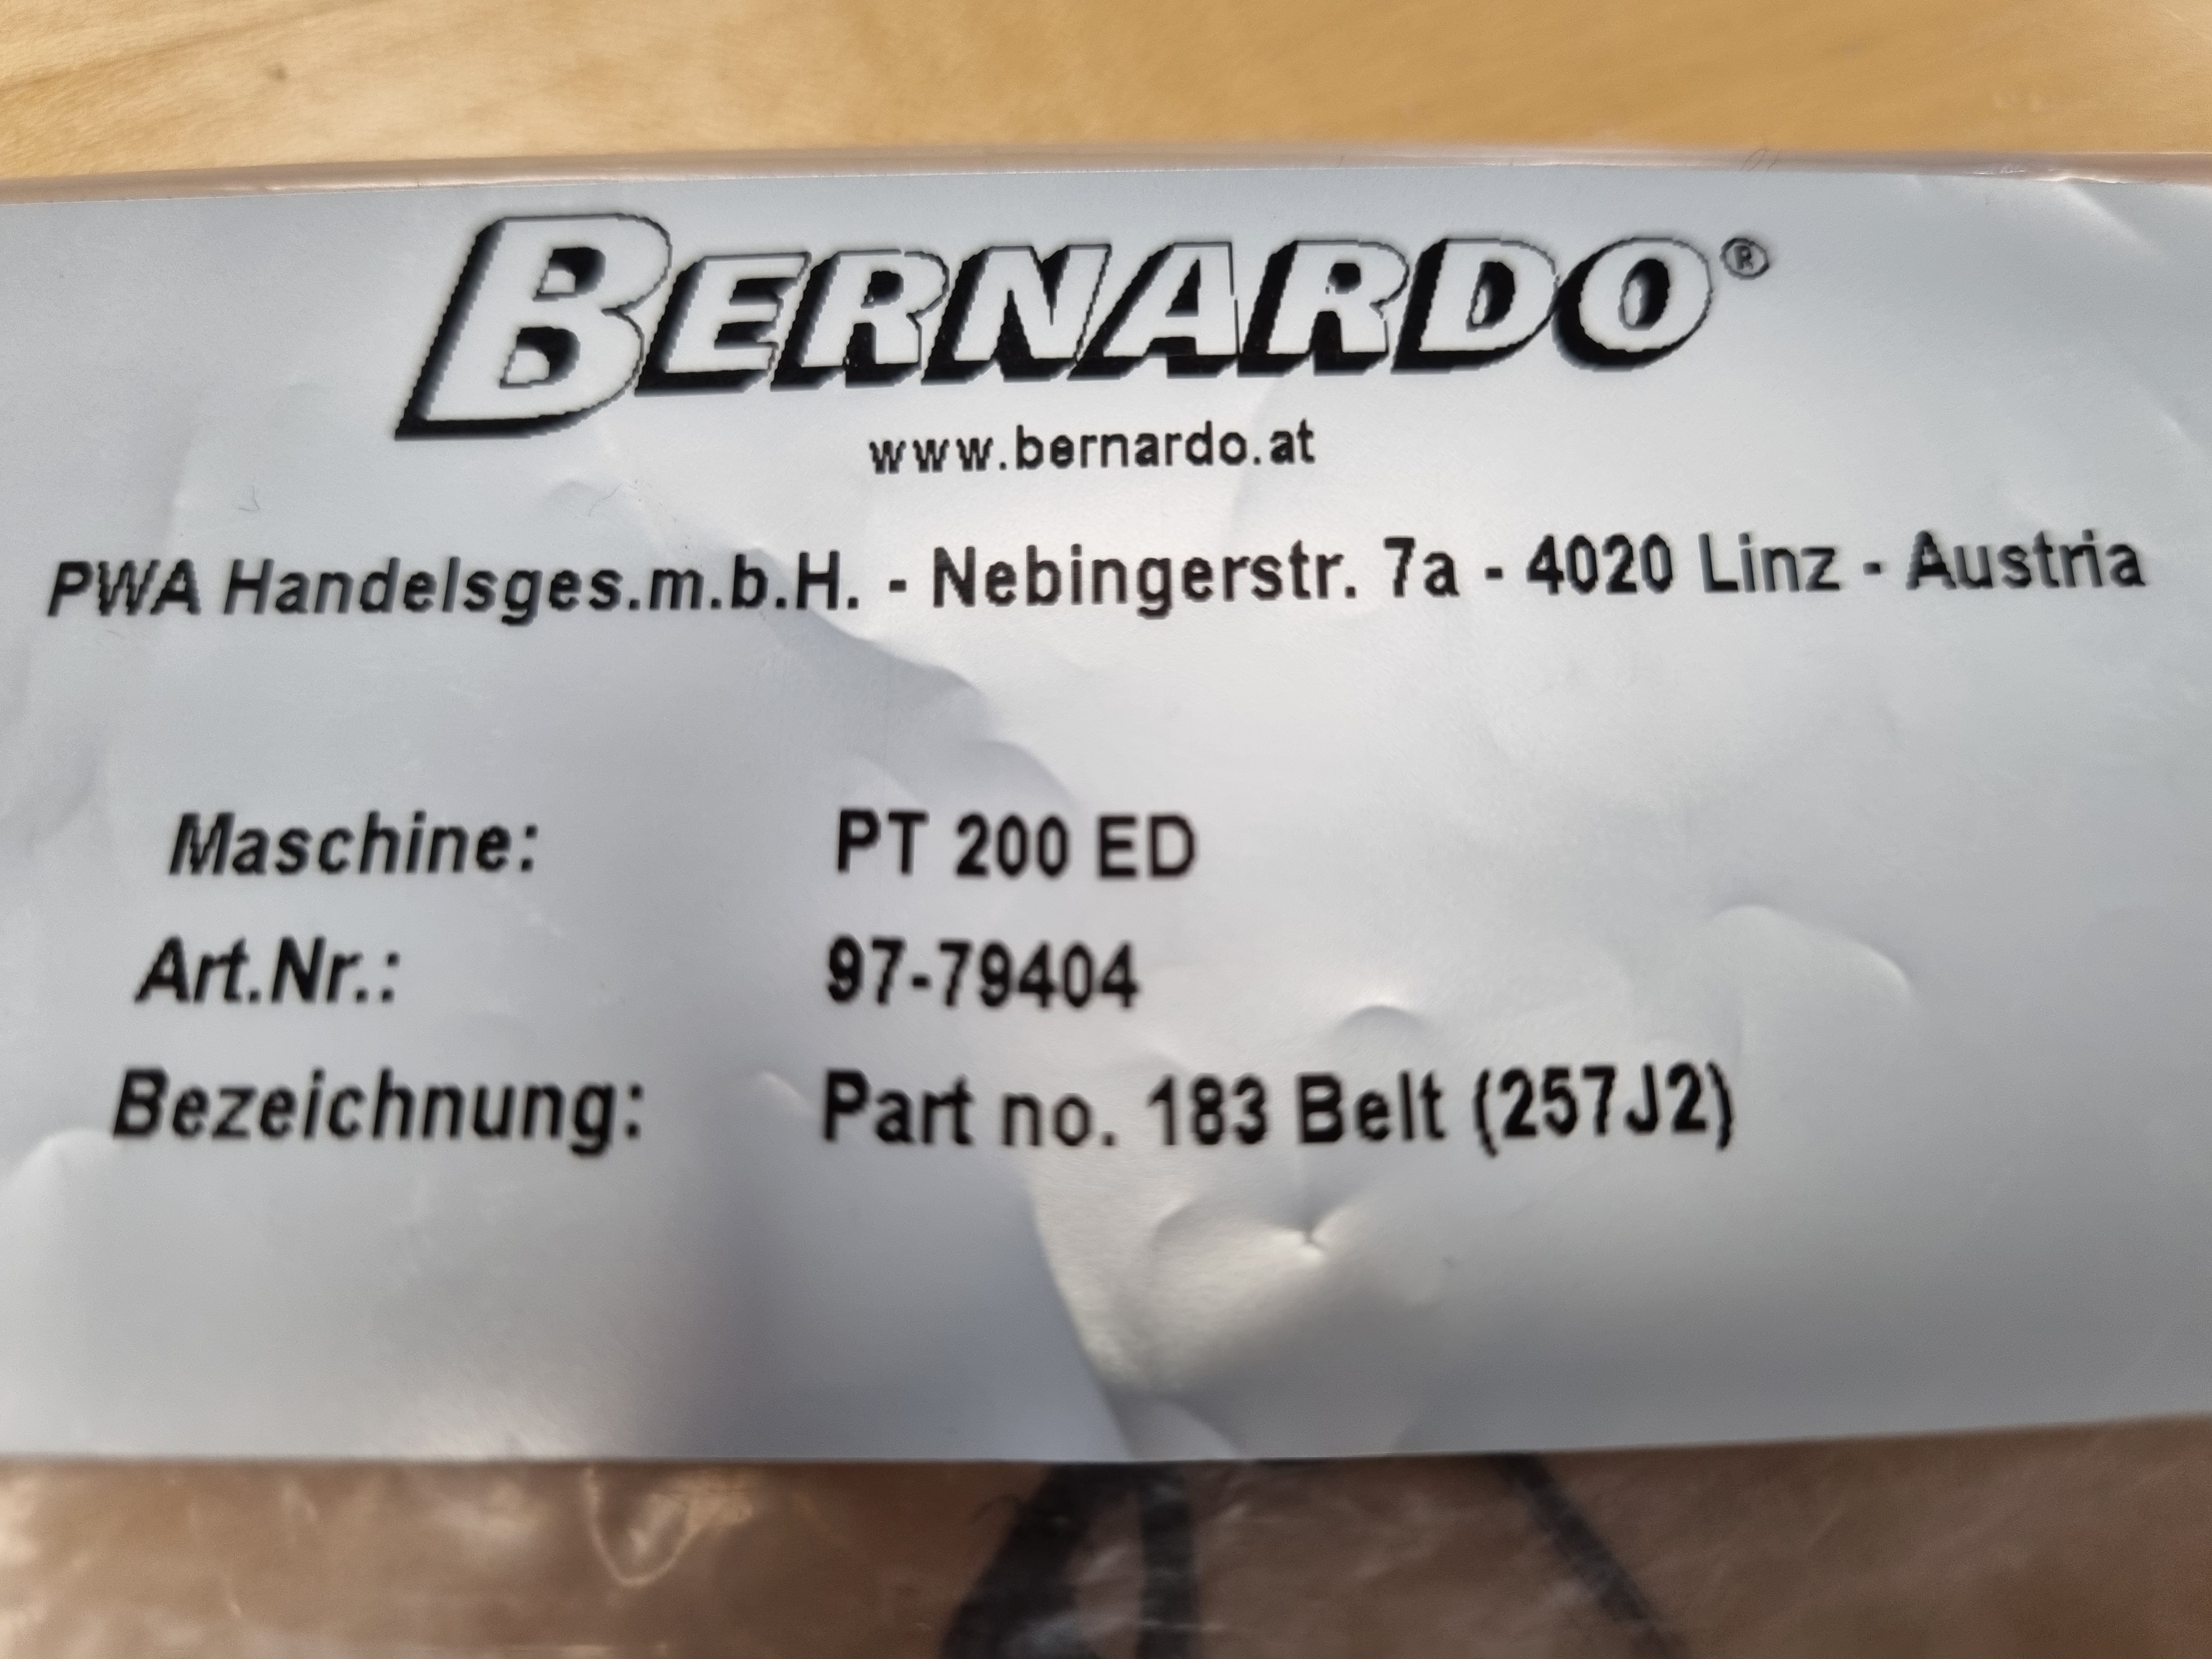 BERNARDO®
www.bernardo.at
PWA Handelsges.m.b.H. - Nebingerstr. 7a - 4020 Linz - Austria
Maschine: PT 200 ED
Art.Nr.: 97-79404
Bezeichnung: Part no. 183 Belt (257J2)